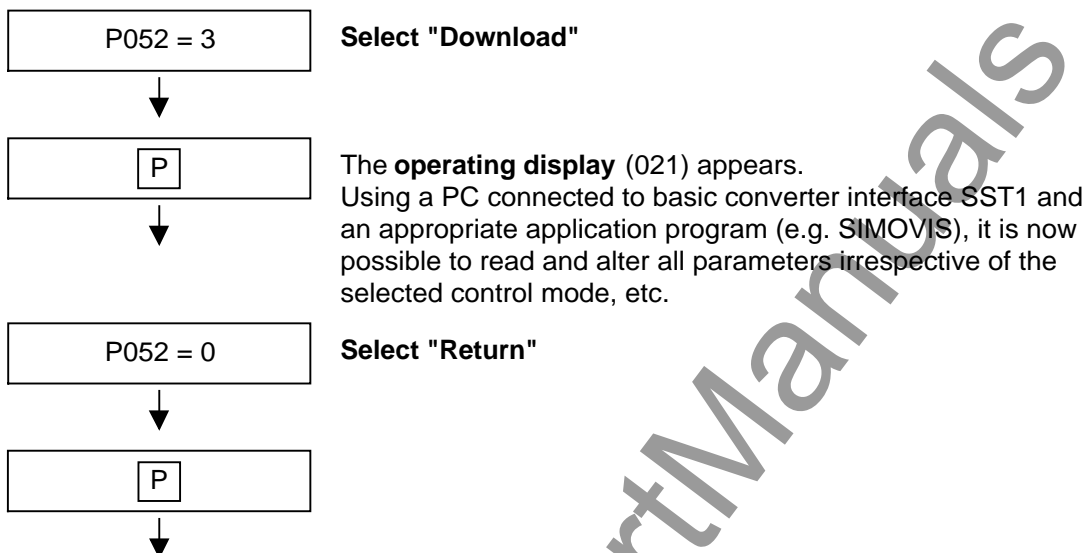 P052 = 3
Select "Download"
P
The operating display (021) appears.
Using a PC connected to basic converter interface SST1 and
an appropriate application program (e.g. SIMOVIS), it is now
possible to read and alter all parameters irrespective of the
selected control mode, etc.
P052 = 0
Select "Return"
P
rtManuals